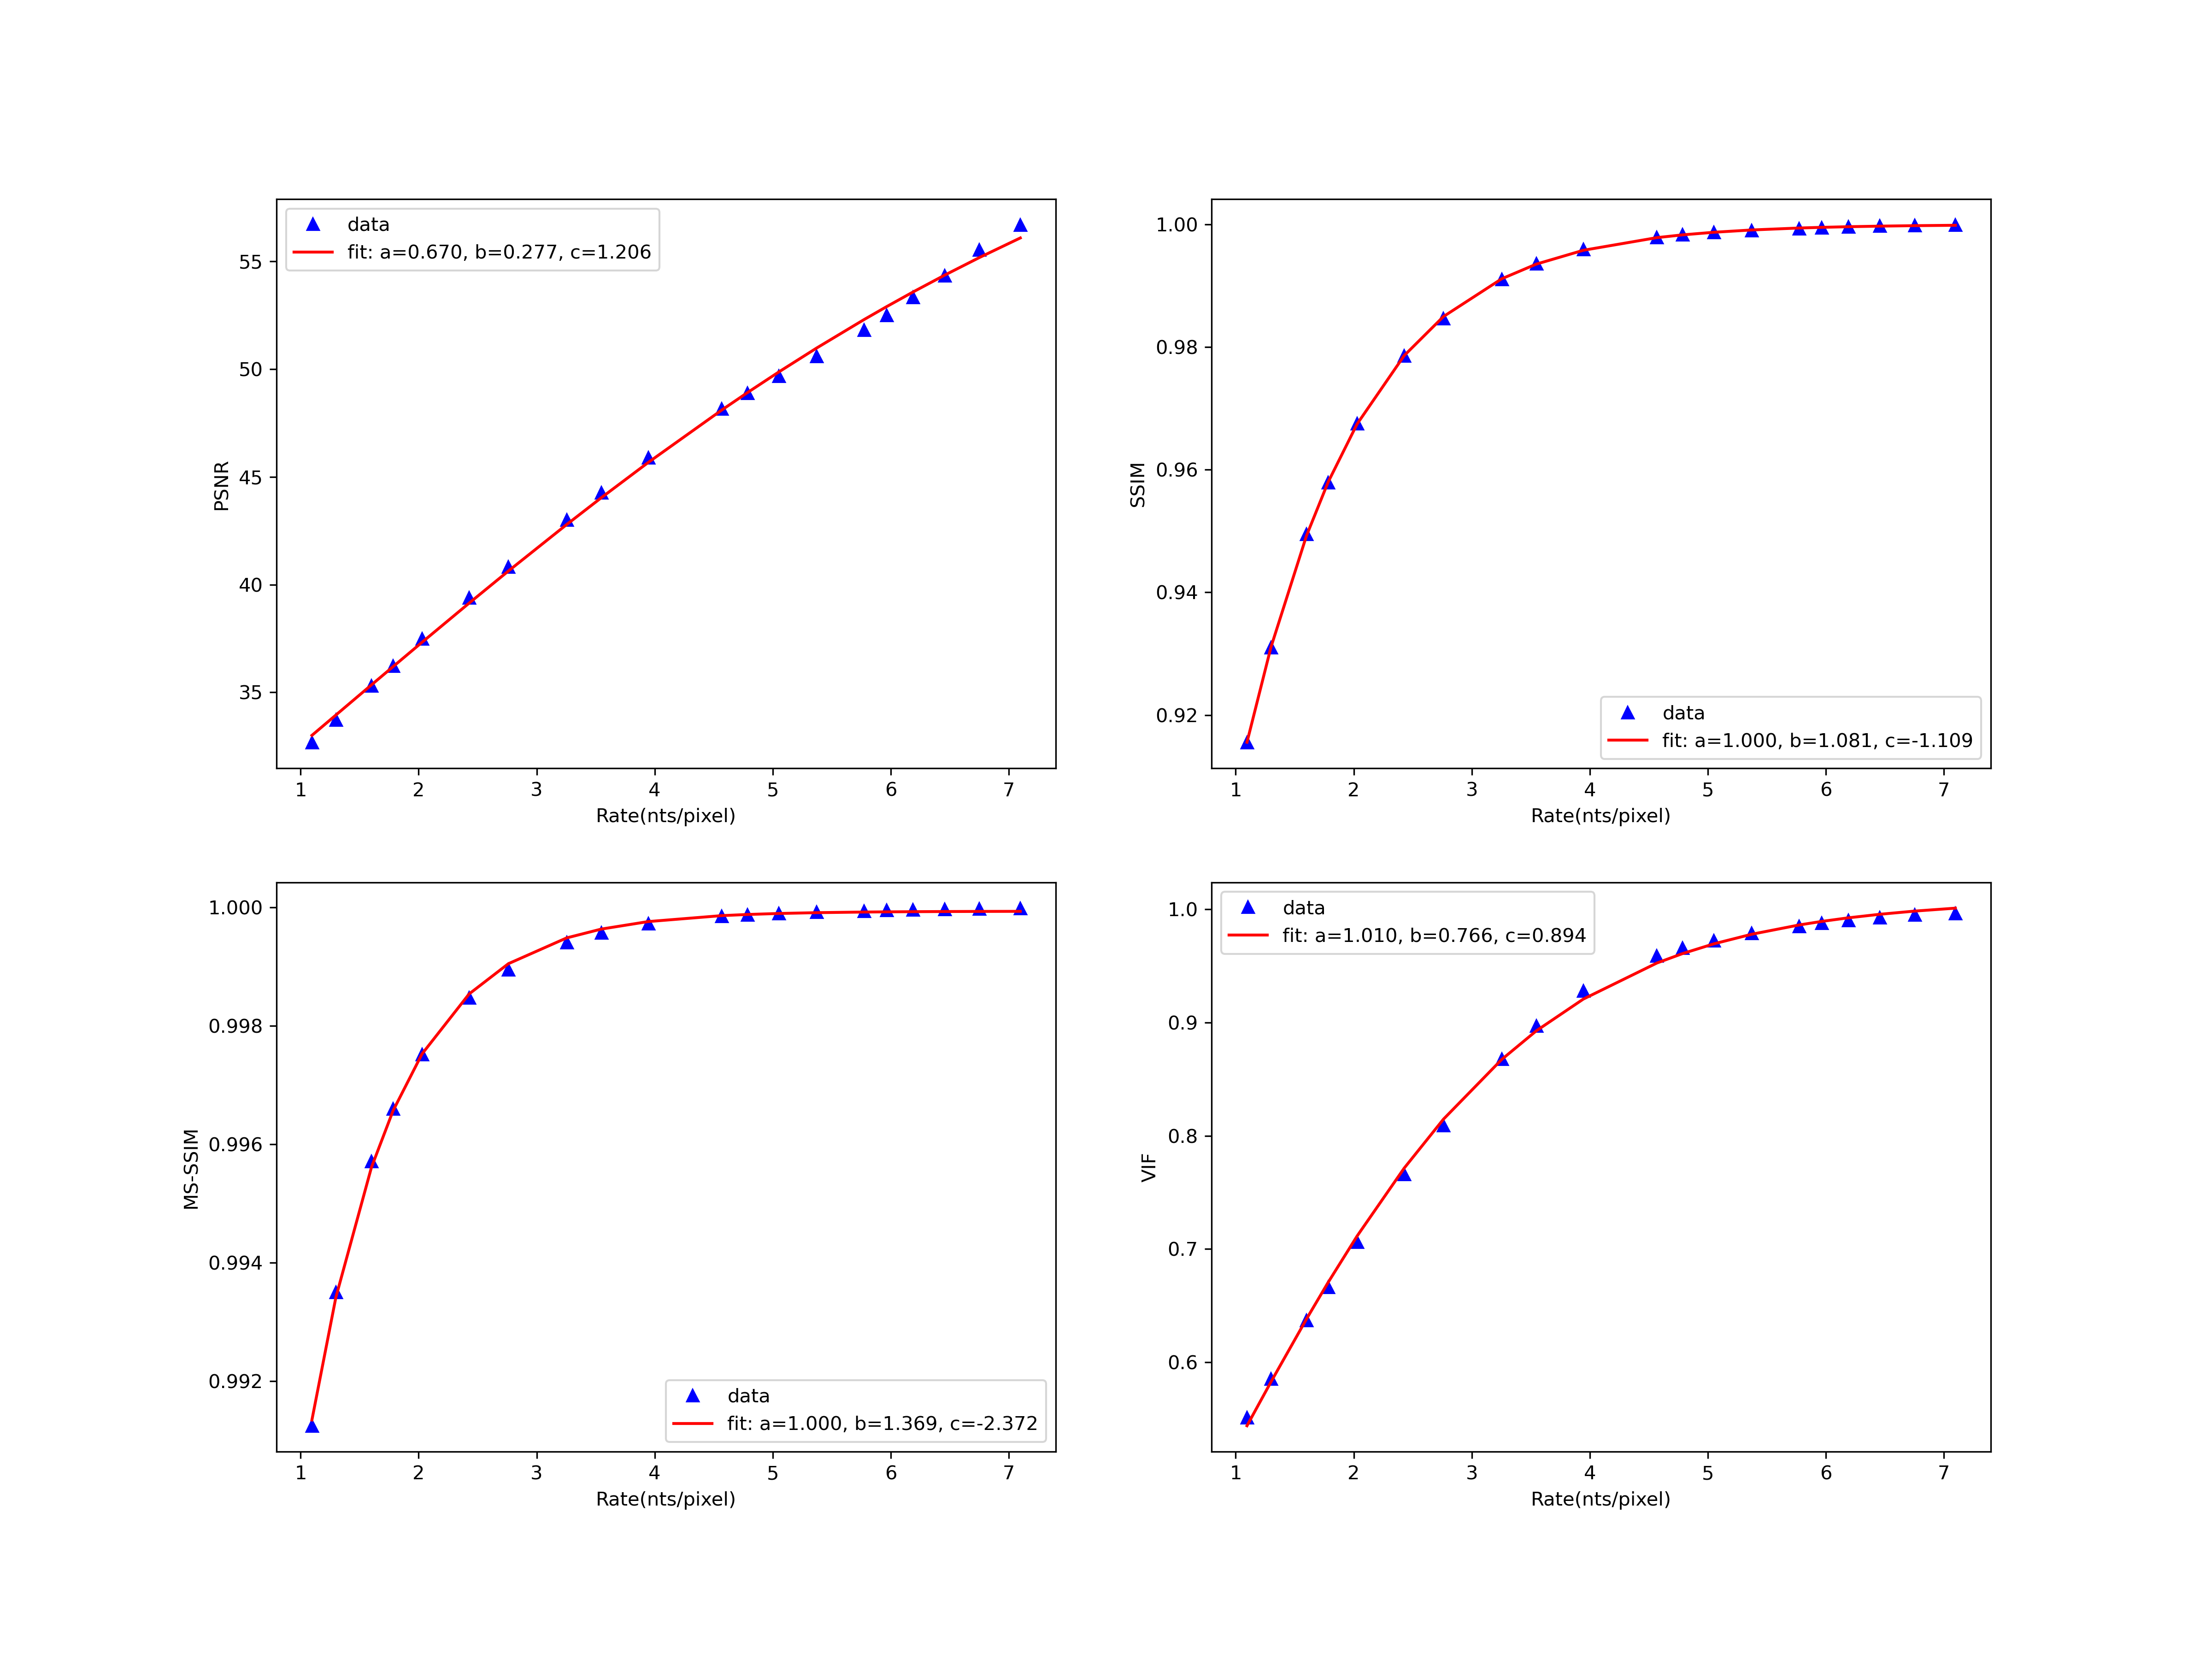 data
fit: a=0.670, b=0.277, c=1.206
55
50
45
40
35
PSNR
1 2 3 4 5 6 7
Rate(nts/pixel)
1.00
0.98
0.96
0.94
0.92
SSIM
data
fit: a=1.000, b=1.081, c=-1.109
1 2 3 4 5 6 7
Rate(nts/pixel)
1.000
0.998
0.996
0.994
0.992
MS-SSIM
data
fit: a=1.000, b=1.369, c=-2.372
1 2 3 4 5 6 7
Rate(nts/pixel)
data
fit: a=1.010, b=0.766, c=0.894
1.0
0.9
0.8
0.7
0.6
VIF
1 2 3 4 5 6 7
Rate(nts/pixel)